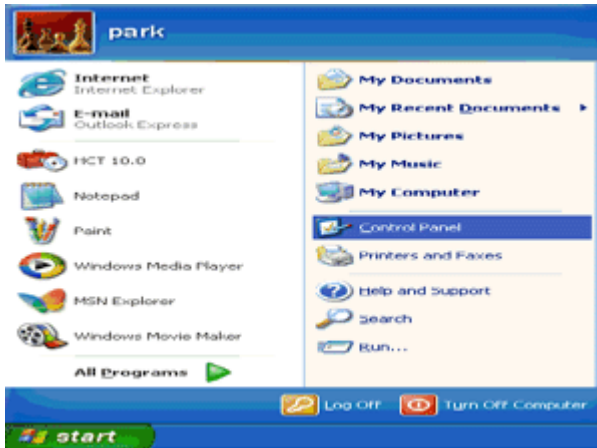 park
Internet
Internet Explorer
E-mail
Outlook Express
HCT 10.0
Notepad
Paint
Windows Media Player
MSN Explorer
Windows Movie Maker
All Programs
My Documents
My Recent Documents
My Pictures
My Music
My Computer
Control Panel
Printers and Faxes
Help and Support
Search
Run...
Log Off
Turn Off Computer
start